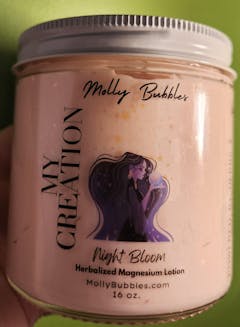 Molly Bubbles
MY
CREATION
Night Bloom
Herbalized Magnesium Lotion
MollyBubbles.com
16 oz.